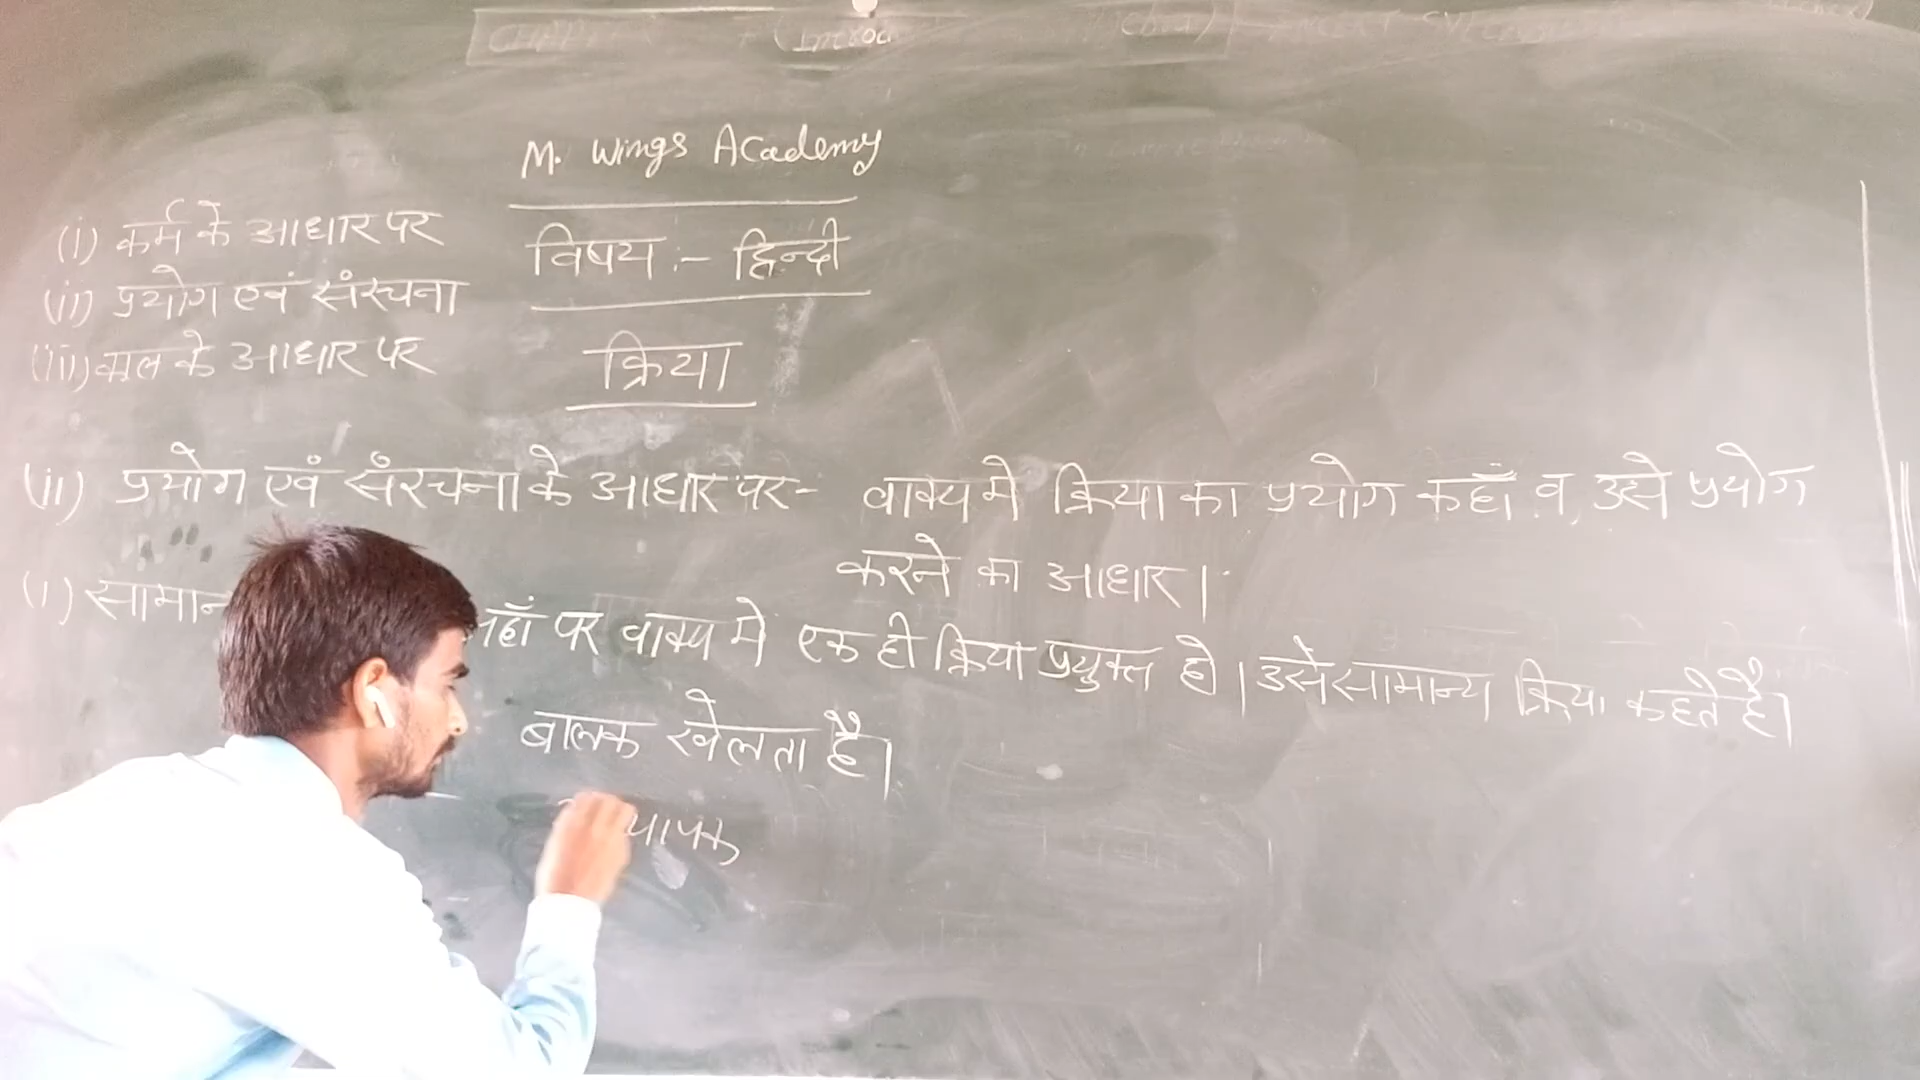 M. Wings Academy
विषय :- हिन्दी
क्रिया
(i) कर्म के आधार पर
(ii) प्रयोग एवं संरचना
(iii) काल के आधार पर
(ii) प्रयोग एवं संरचना के आधार पर- वाक्य मे क्रिया का प्रयोग कहाँ व उसे प्रयोग
करने का आधार।
(i) सामान हाँ पर वाक्य मे एक ही क्रिया प्रयुक्त हो। उसे सामान्य क्रिया कहते है।
बालक खेलता है।
यापक